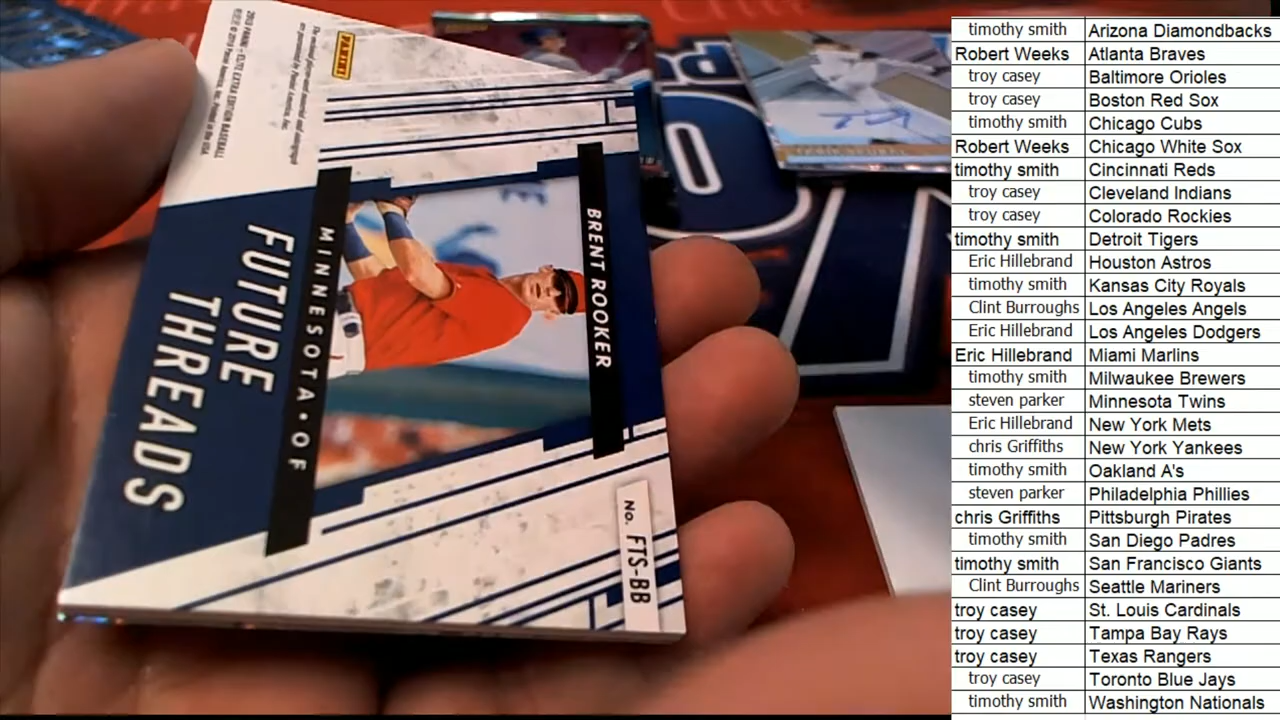 PANINI
BRENT ROOKER
MINNESOTA • OF
FUTURE
THREADS
No. FTS-BB
timothy smith Arizona Diamondbacks
Robert Weeks Atlanta Braves
troy casey Baltimore Orioles
troy casey Boston Red Sox
timothy smith Chicago Cubs
Robert Weeks Chicago White Sox
timothy smith Cincinnati Reds
troy casey Cleveland Indians
troy casey Colorado Rockies
timothy smith Detroit Tigers
Eric Hillebrand Houston Astros
timothy smith Kansas City Royals
Clint Burroughs Los Angeles Angels
Eric Hillebrand Los Angeles Dodgers
Eric Hillebrand Miami Marlins
timothy smith Milwaukee Brewers
steven parker Minnesota Twins
Eric Hillebrand New York Mets
chris Griffiths New York Yankees
timothy smith Oakland A's
steven parker Philadelphia Phillies
chris Griffiths Pittsburgh Pirates
timothy smith San Diego Padres
timothy smith San Francisco Giants
Clint Burroughs Seattle Mariners
troy casey St. Louis Cardinals
troy casey Tampa Bay Rays
troy casey Texas Rangers
troy casey Toronto Blue Jays
timothy smith Washington Nationals